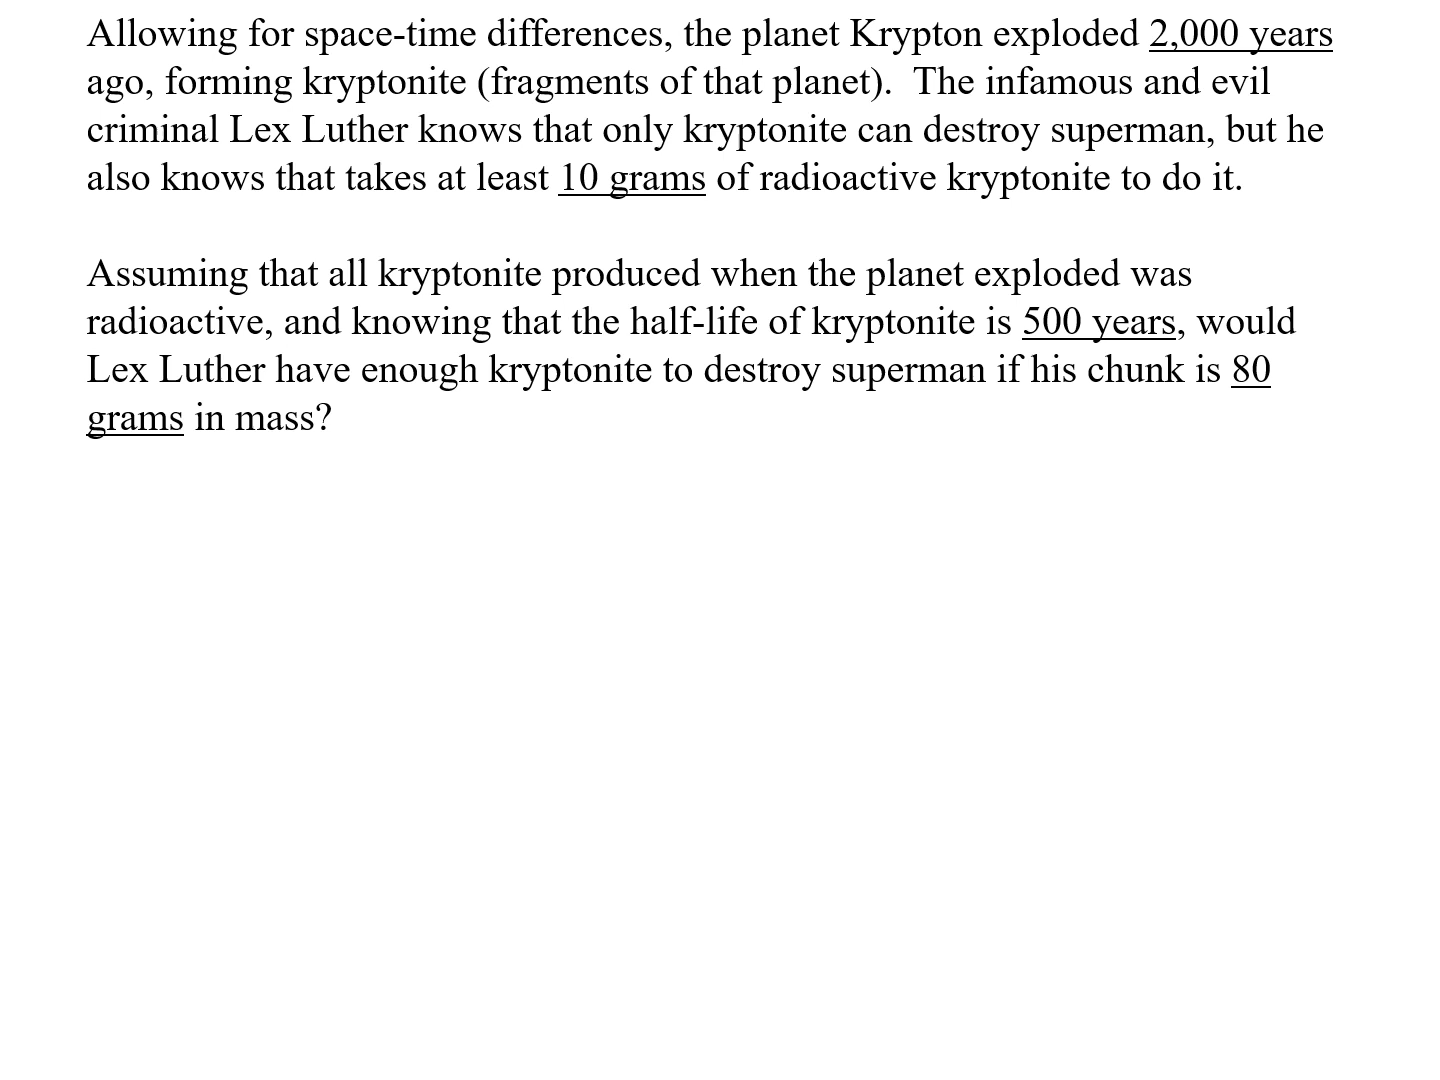 Allowing for space-time differences, the planet Krypton exploded 2,000 years
ago, forming kryptonite (fragments of that planet).  The infamous and evil
criminal Lex Luther knows that only kryptonite can destroy superman, but he
also knows that takes at least 10 grams of radioactive kryptonite to do it.
Assuming that all kryptonite produced when the planet exploded was
radioactive, and knowing that the half-life of kryptonite is 500 years, would
Lex Luther have enough kryptonite to destroy superman if his chunk is 80
grams in mass?